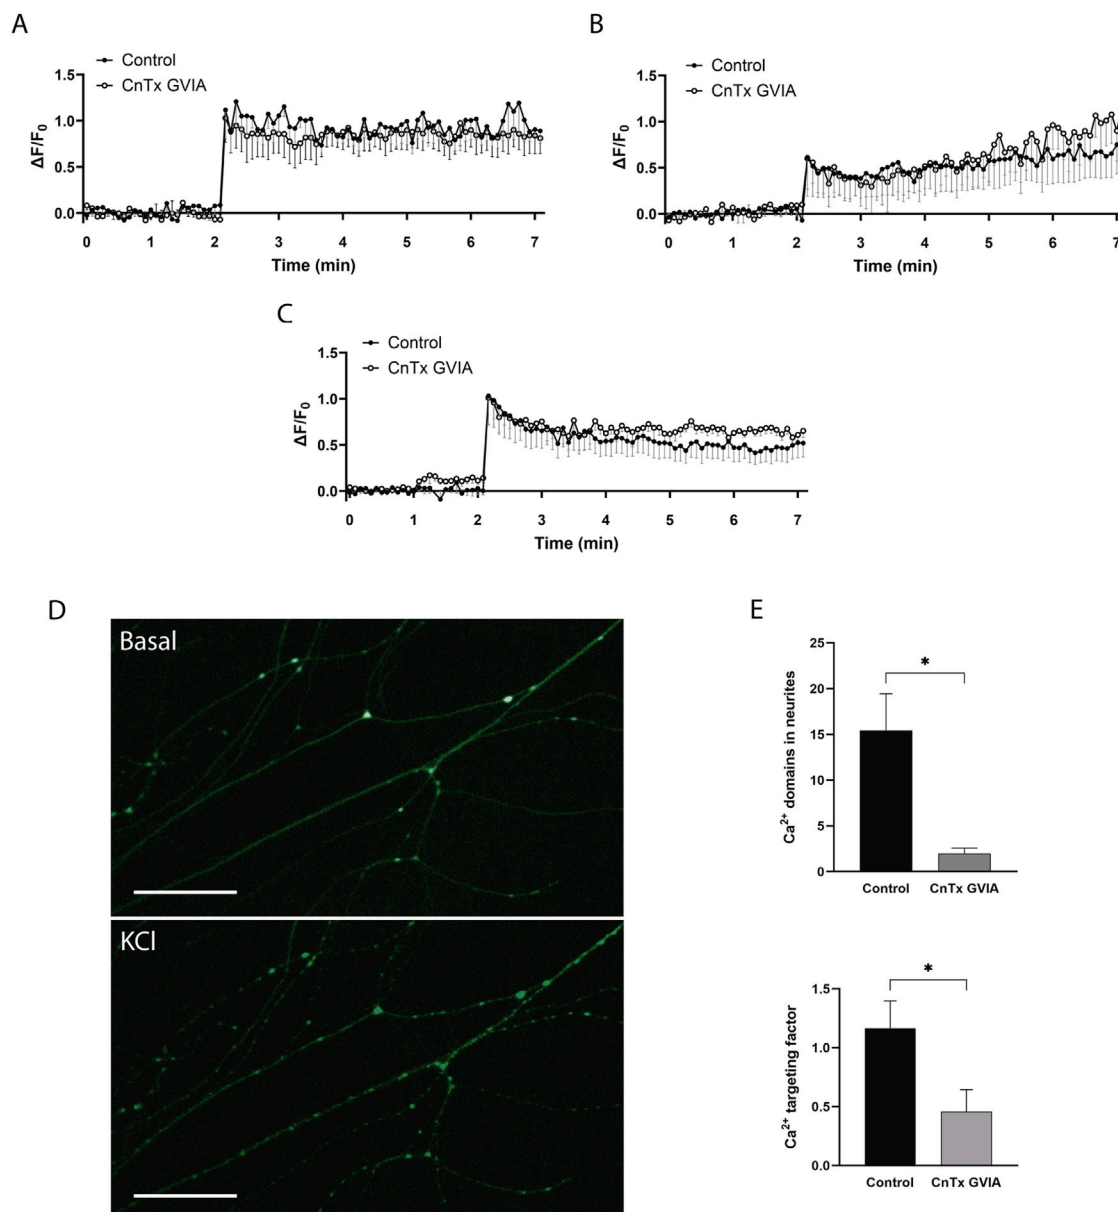 A
Control
CnTx GVIA
1.5
1.0
0.5
0.0
ΔF/F0
0 1 2 3 4 5 6 7
Time (min)
B
Control
CnTx GVIA
1.5
1.0
0.5
0.0
ΔF/F0
0 1 2 3 4 5 6 7
Time (min)
C
Control
CnTx GVIA
1.5
1.0
0.5
0.0
ΔF/F0
0 1 2 3 4 5 6 7
Time (min)
D
Basal
KCl
E
25
20
15
10
5
0
Ca2+ domains in neurites
*
Control CnTx GVIA
1.5
1.0
0.5
0.0
Ca2+ targeting factor
*
Control CnTx GVIA